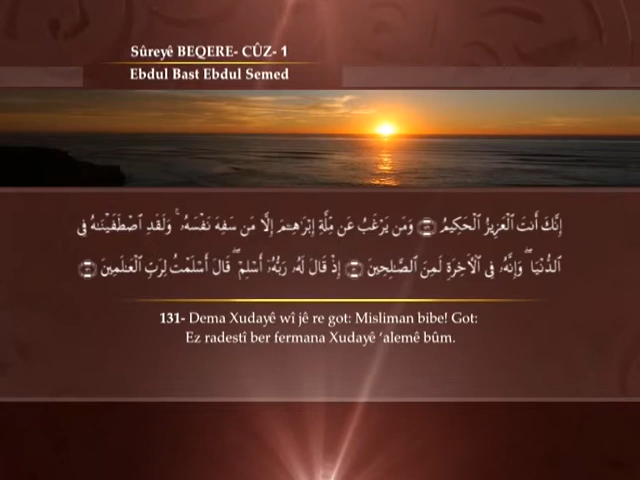 Sûreyê BEQERE- CÛZ- 1
Ebdul Bast Ebdul Semed
إِنَّكَ أَنتَ ٱلْعَزِيزُ ٱلْحَكِيمُ ۝ وَمَن يَرْغَبُ عَن مِّلَّةِ إِبْرَٰهِـۧمَ إِلَّا مَن سَفِهَ نَفْسَهُۥ ۚ وَلَقَدِ ٱصْطَفَيْنَـٰهُ فِى
ٱلدُّنْيَا ۖ وَإِنَّهُۥ فِى ٱلْـَٔاخِرَةِ لَمِنَ ٱلصَّـٰلِحِينَ ۝ إِذْ قَالَ لَهُۥ رَبُّهُۥٓ أَسْلِمْ ۖ قَالَ أَسْلَمْتُ لِرَبِّ ٱلْعَـٰلَمِينَ ۝
131- Dema Xudayê wî jê re got: Misliman bibe! Got:
Ez radestî ber fermana Xudayê ‘alemê bûm.